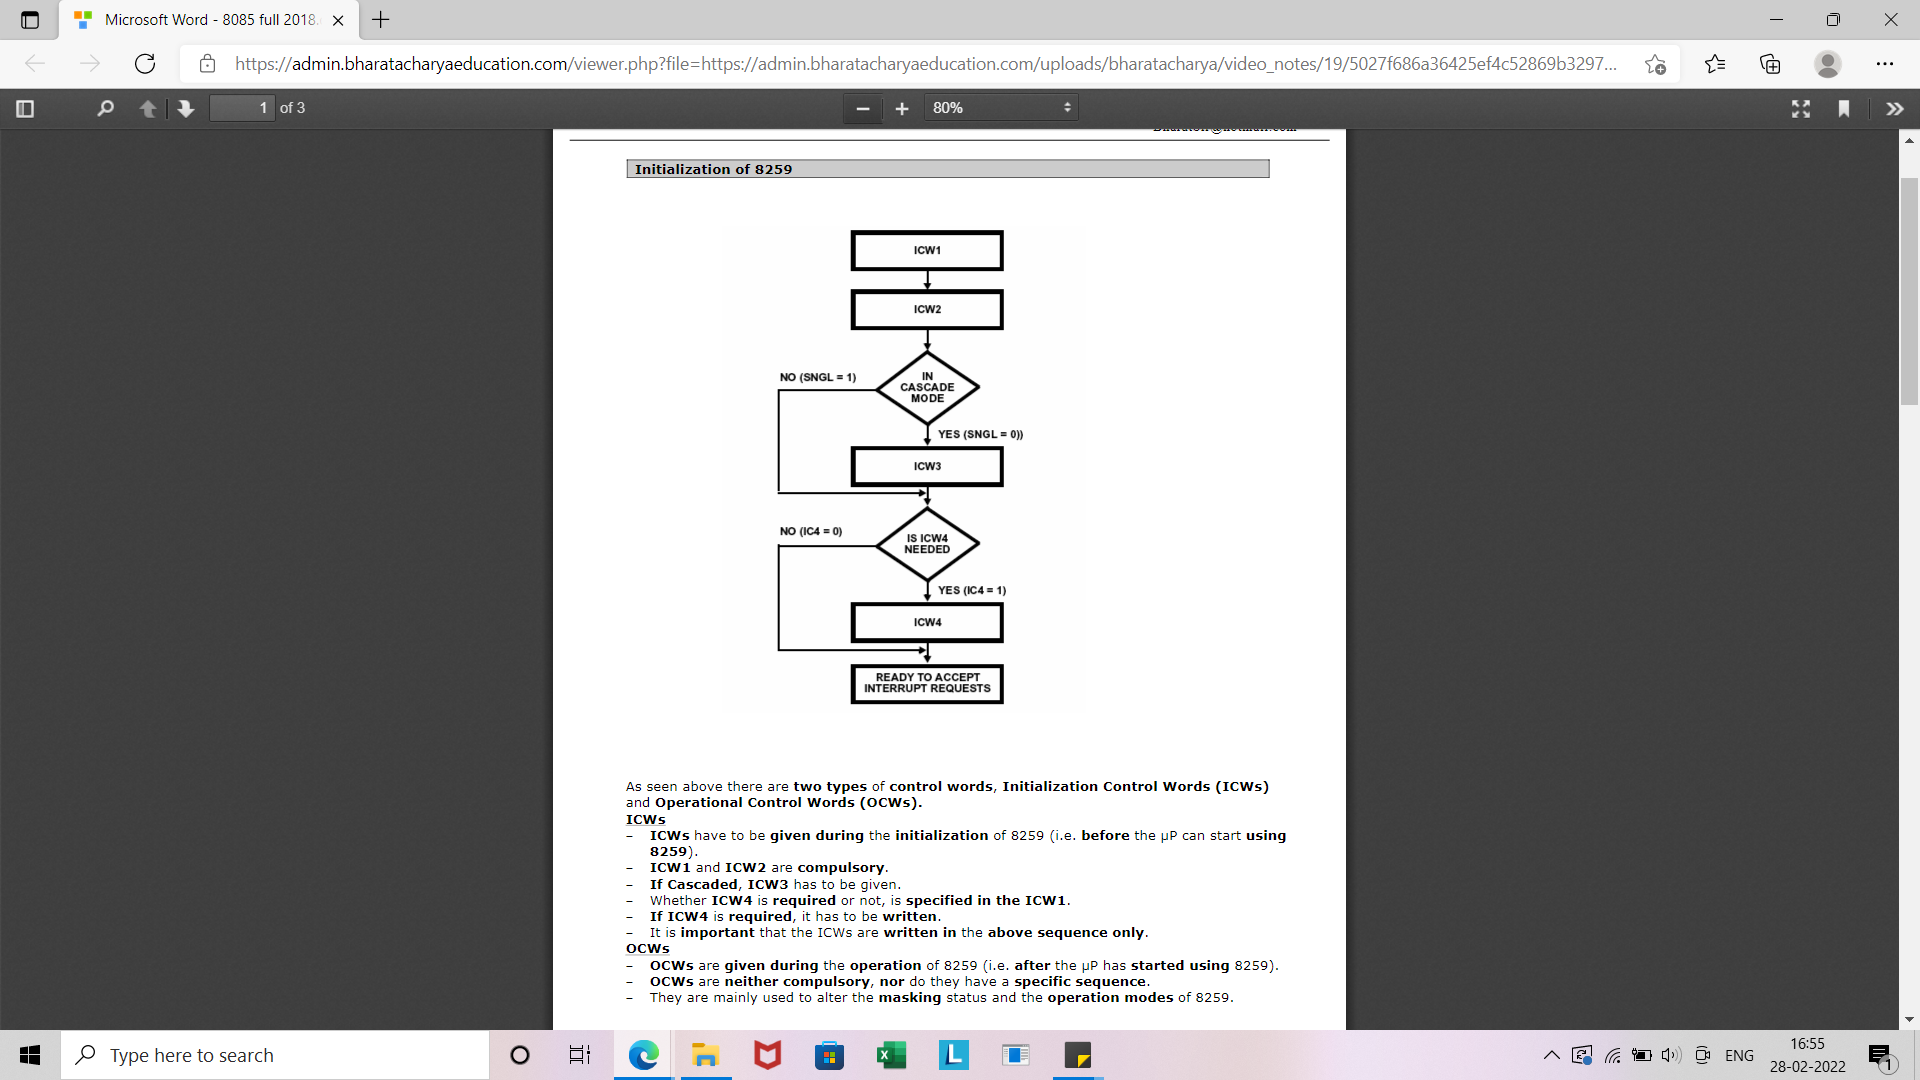 Microsoft Word - 8085 full 2018.
https://admin.bharatacharyaeducation.com/viewer.php?file=https://admin.bharatacharyaeducation.com/uploads/bharatacharya/video_notes/19/5027f686a36425ef4c52869b3297...
1 of 3
80%
Initialization of 8259
ICW1
ICW2
IN
CASCADE
MODE
NO (SNGL = 1)
YES (SNGL = 0))
ICW3
NO (IC4 = 0)
IS ICW4
NEEDED
YES (IC4 = 1)
ICW4
READY TO ACCEPT
INTERRUPT REQUESTS
As seen above there are two types of control words, Initialization Control Words (ICWs)
and Operational Control Words (OCWs).
ICWs
- ICWs have to be given during the initialization of 8259 (i.e. before the µP can start using
8259).
- ICW1 and ICW2 are compulsory.
- If Cascaded, ICW3 has to be given.
- Whether ICW4 is required or not, is specified in the ICW1.
- If ICW4 is required, it has to be written.
- It is important that the ICWs are written in the above sequence only.
OCWs
- OCWs are given during the operation of 8259 (i.e. after the µP has started using 8259).
- OCWs are neither compulsory, nor do they have a specific sequence.
- They are mainly used to alter the masking status and the operation modes of 8259.
Type here to search
ENG
16:55
28-02-2022
1